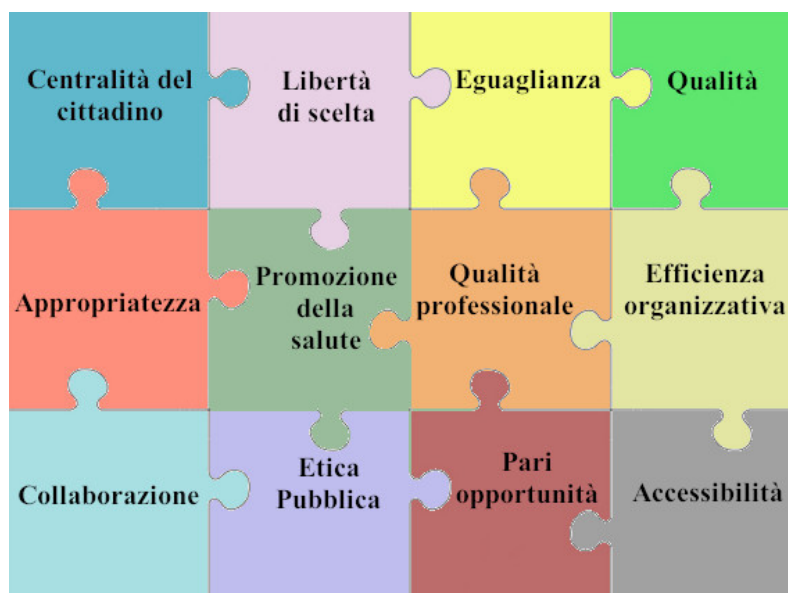 Centralità del
cittadino
Libertà
di scelta
Eguaglianza
Qualità
Appropriatezza
Promozione
della
salute
Qualità
professionale
Efficienza
organizzativa
Collaborazione
Etica
Pubblica
Pari
opportunità
Accessibilità